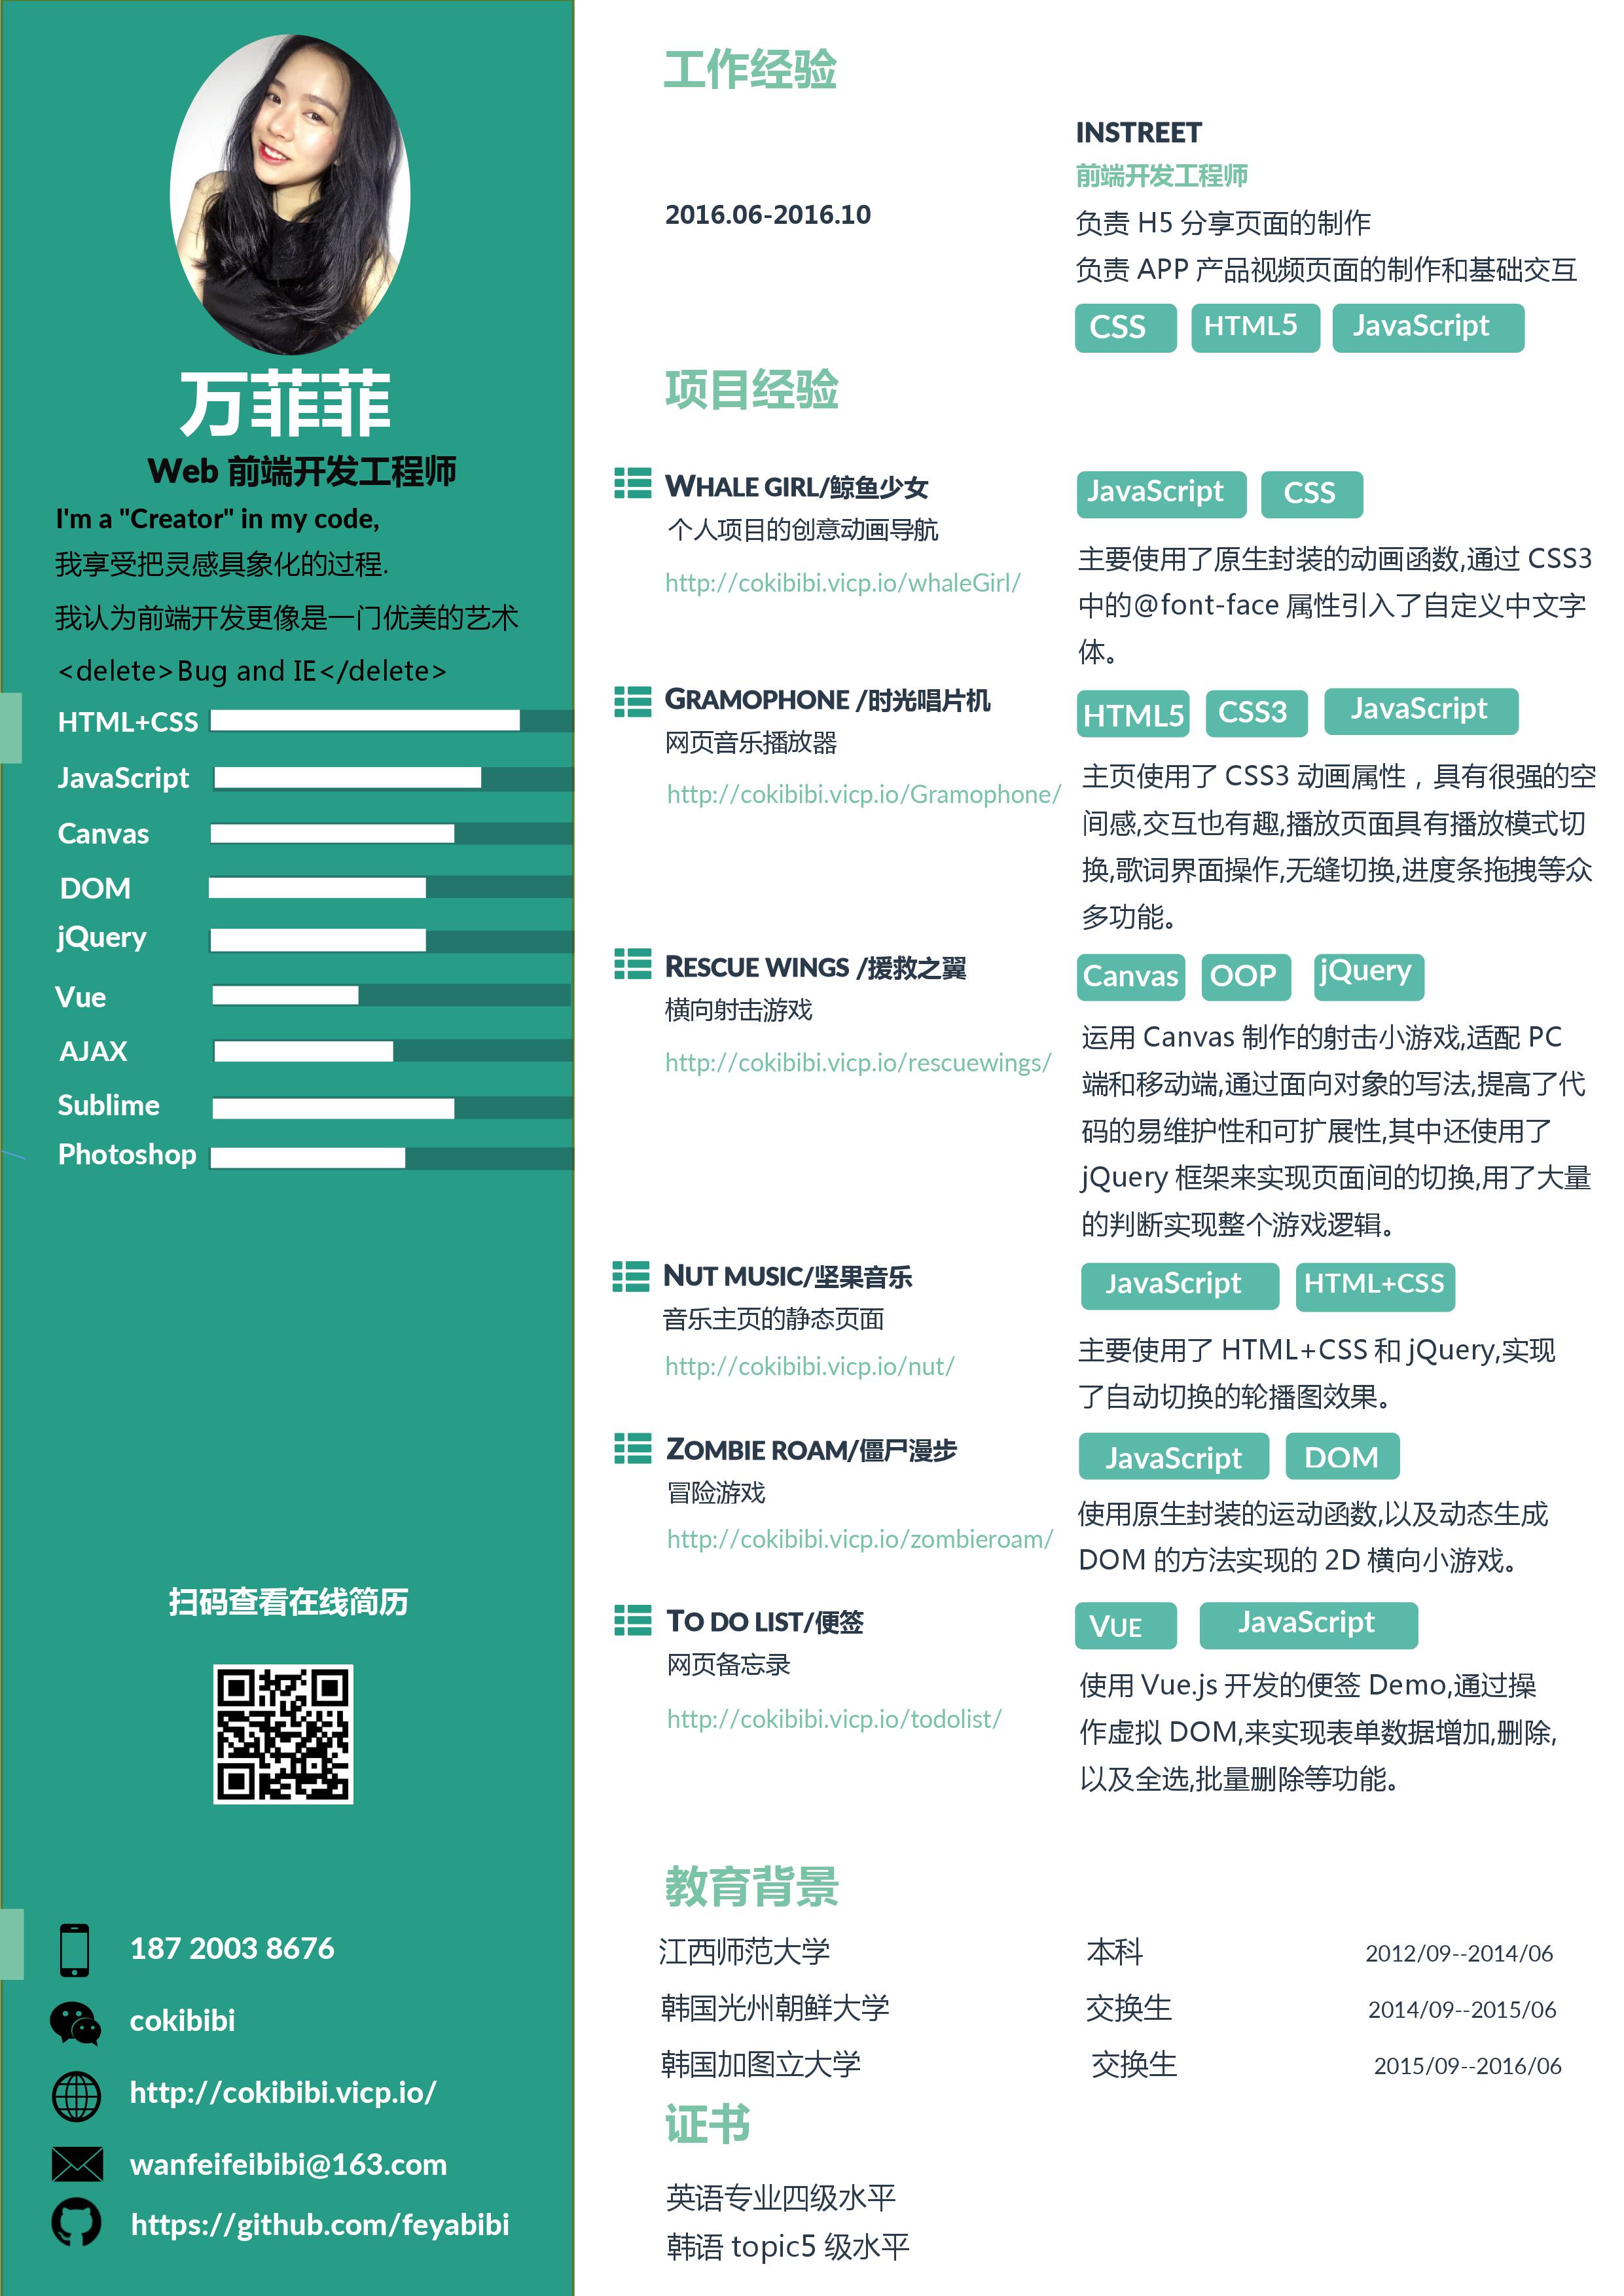 万菲菲
Web 前端开发工程师
I'm a "Creator" in my code,
我享受把灵感具象化的过程.
我认为前端开发更像是一门优美的艺术
<delete>Bug and IE</delete>
HTML+CSS
JavaScript
Canvas
DOM
jQuery
Vue
AJAX
Sublime
Photoshop
扫码查看在线简历
187 2003 8676
cokibibi
http://cokibibi.vicp.io/
wanfeifeibibi@163.com
https://github.com/feyabibi
工作经验
2016.06-2016.10
INSTREET
前端开发工程师
负责 H5 分享页面的制作
负责 APP 产品视频页面的制作和基础交互
CSS HTML5 JavaScript
项目经验
WHALE GIRL/鲸鱼少女
个人项目的创意动画导航
http://cokibibi.vicp.io/whaleGirl/
JavaScript CSS
主要使用了原生封装的动画函数,通过 CSS3
中的@font-face 属性引入了自定义中文字
体。
GRAMOPHONE /时光唱片机
网页音乐播放器
http://cokibibi.vicp.io/Gramophone/
HTML5 CSS3 JavaScript
主页使用了 CSS3 动画属性，具有很强的空
间感,交互也有趣,播放页面具有播放模式切
换,歌词界面操作,无缝切换,进度条拖拽等众
多功能。
RESCUE WINGS /援救之翼
横向射击游戏
http://cokibibi.vicp.io/rescuewings/
Canvas OOP jQuery
运用 Canvas 制作的射击小游戏,适配 PC
端和移动端,通过面向对象的写法,提高了代
码的易维护性和可扩展性,其中还使用了
jQuery 框架来实现页面间的切换,用了大量
的判断实现整个游戏逻辑。
NUT MUSIC/坚果音乐
音乐主页的静态页面
http://cokibibi.vicp.io/nut/
JavaScript HTML+CSS
主要使用了 HTML+CSS 和 jQuery,实现
了自动切换的轮播图效果。
ZOMBIE ROAM/僵尸漫步
冒险游戏
http://cokibibi.vicp.io/zombieroam/
JavaScript DOM
使用原生封装的运动函数,以及动态生成
DOM 的方法实现的 2D 横向小游戏。
TO DO LIST/便签
网页备忘录
http://cokibibi.vicp.io/todolist/
VUE JavaScript
使用 Vue.js 开发的便签 Demo,通过操
作虚拟 DOM,来实现表单数据增加,删除,
以及全选,批量删除等功能。
教育背景
江西师范大学 本科 2012/09--2014/06
韩国光州朝鲜大学 交换生 2014/09--2015/06
韩国加图立大学 交换生 2015/09--2016/06
证书
英语专业四级水平
韩语 topic5 级水平